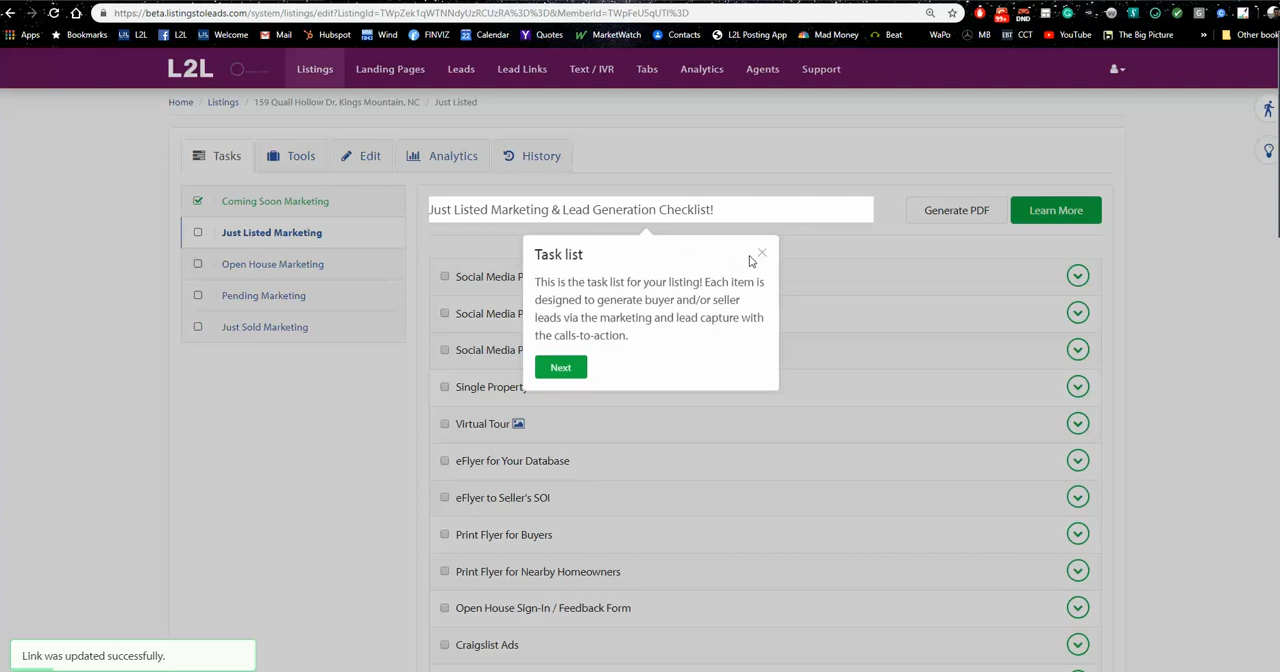 https://beta.listingstoleads.com/system/listings/edit?ListingId=TWpZek1qWTNNdyUzRCUzRA%3D%3D&MemberId=TWpFeU5qUTI%3D
99+
DND
Apps Bookmarks L2L L2L Welcome Mail Hubspot Wind FINVIZ Calendar Quotes MarketWatch Contacts L2L Posting App Mad Money Beat WaPo MB CCT YouTube The Big Picture » Other book
L2L Listings Landing Pages Leads Lead Links Text / IVR Tabs Analytics Agents Support
Home / Listings / 159 Quail Hollow Dr, Kings Mountain, NC / Just Listed
Tasks Tools Edit Analytics History
Coming Soon Marketing
Just Listed Marketing
Open House Marketing
Pending Marketing
Just Sold Marketing
Just Listed Marketing & Lead Generation Checklist!
Generate PDF
Learn More
Task list
This is the task list for your listing! Each item is
designed to generate buyer and/or seller
leads via the marketing and lead capture with
the calls-to-action.
Next
Social Media P
Social Media P
Social Media P
Single Property
Virtual Tour
eFlyer for Your Database
eFlyer to Seller's SOI
Print Flyer for Buyers
Print Flyer for Nearby Homeowners
Open House Sign-In / Feedback Form
Craigslist Ads
Link was updated successfully.